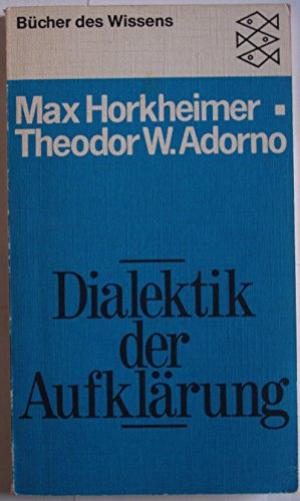 Bücher des Wissens
Max Horkheimer ▪
Theodor W. Adorno
Dialektik
der
Aufklärung